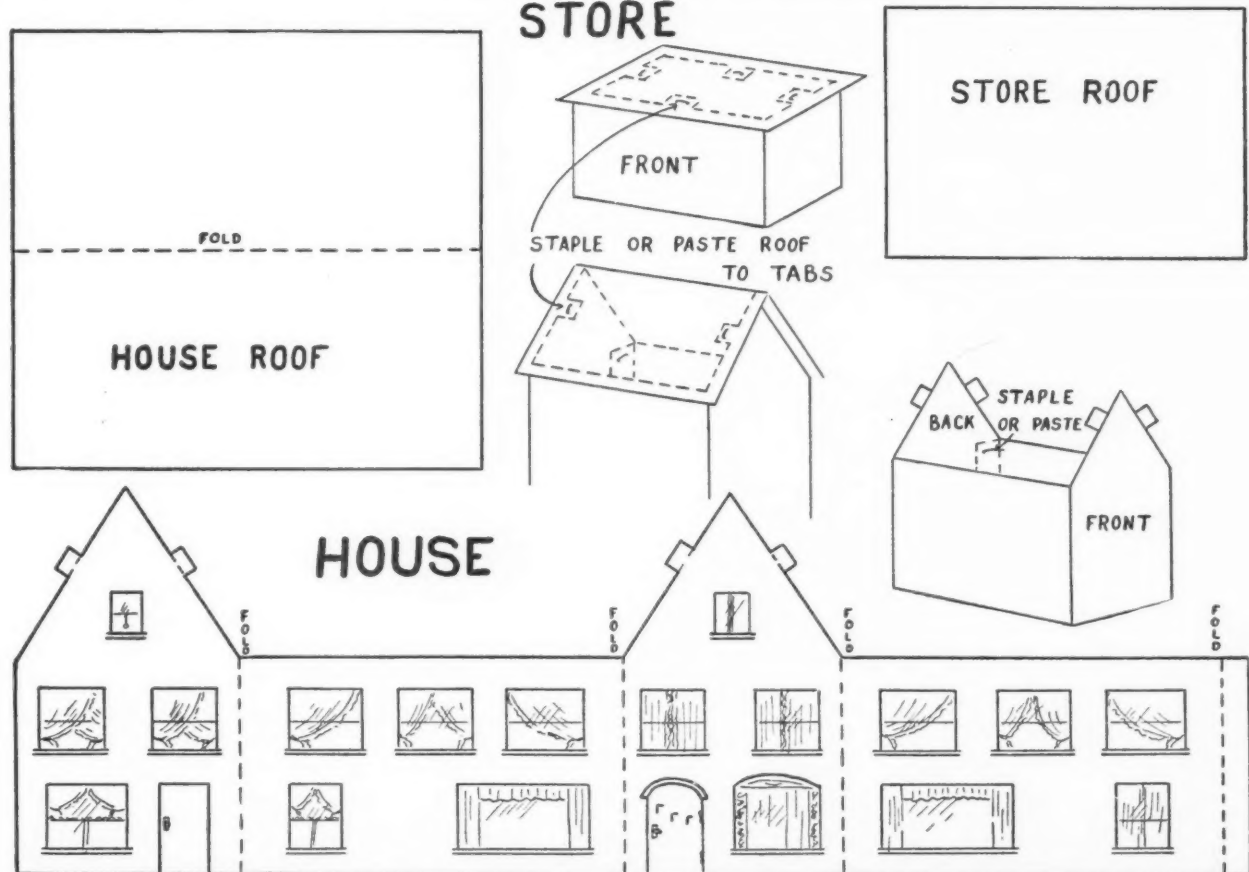 STORE
STORE ROOF
FRONT
FOLD
STAPLE OR PASTE ROOF
TO TABS
HOUSE ROOF
STAPLE
BACK OR PASTE
FRONT
HOUSE
FOLD
FOLD
FOLD
FOLD